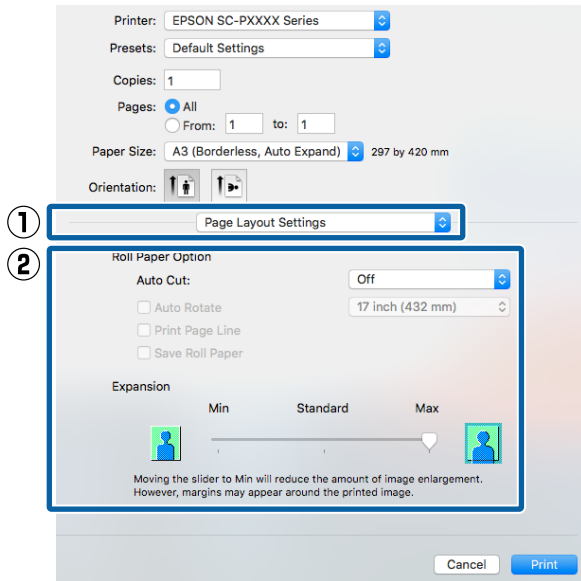 Printer: EPSON SC-PXXXX Series
Presets: Default Settings
Copies: 1
Pages: All
From: 1 to: 1
Paper Size: A3 (Borderless, Auto Expand) 297 by 420 mm
Orientation:
1 Page Layout Settings
2
Roll Paper Option
Auto Cut: Off
Auto Rotate 17 inch (432 mm)
Print Page Line
Save Roll Paper
Expansion
Min Standard Max
Moving the slider to Min will reduce the amount of image enlargement.
However, margins may appear around the printed image.
Cancel Print